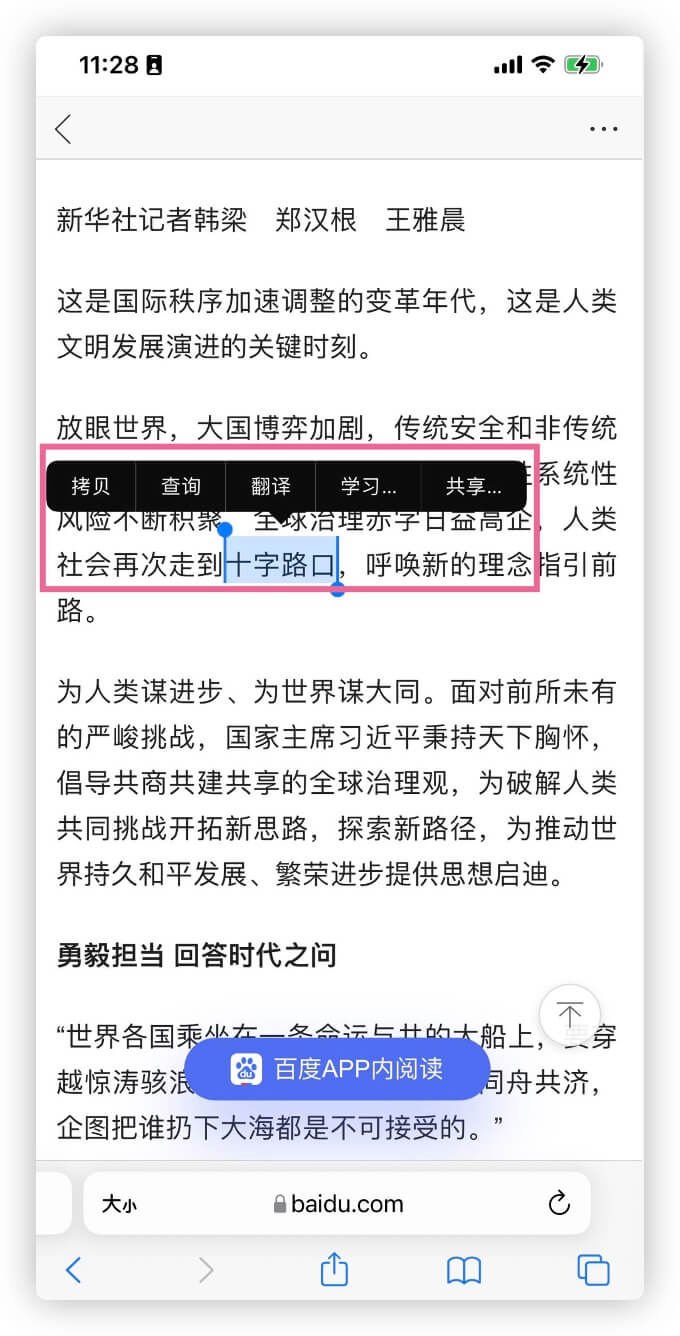 11:28
新华社记者韩梁 郑汉根 王雅晨
这是国际秩序加速调整的变革年代，这是人类
文明发展演进的关键时刻。
放眼世界，大国博弈加剧，传统安全和非传统
系统性
拷贝 查询 翻译 学习... 共享...
风险不断积聚，全球治理赤字日益高企，人类
社会再次走到十字路口，呼唤新的理念指引前
路。
为人类谋进步、为世界谋大同。面对前所未有
的严峻挑战，国家主席习近平秉持天下胸怀，
倡导共商共建共享的全球治理观，为破解人类
共同挑战开拓新思路，探索新路径，为推动世
界持久和平发展、繁荣进步提供思想启迪。
勇毅担当 回答时代之问
“世界各国乘坐在一条命运与共的大船上，要穿
越惊涛骇浪 同舟共济，
du 百度APP内阅读
企图把谁扔下大海都是不可接受的。”
大小 baidu.com